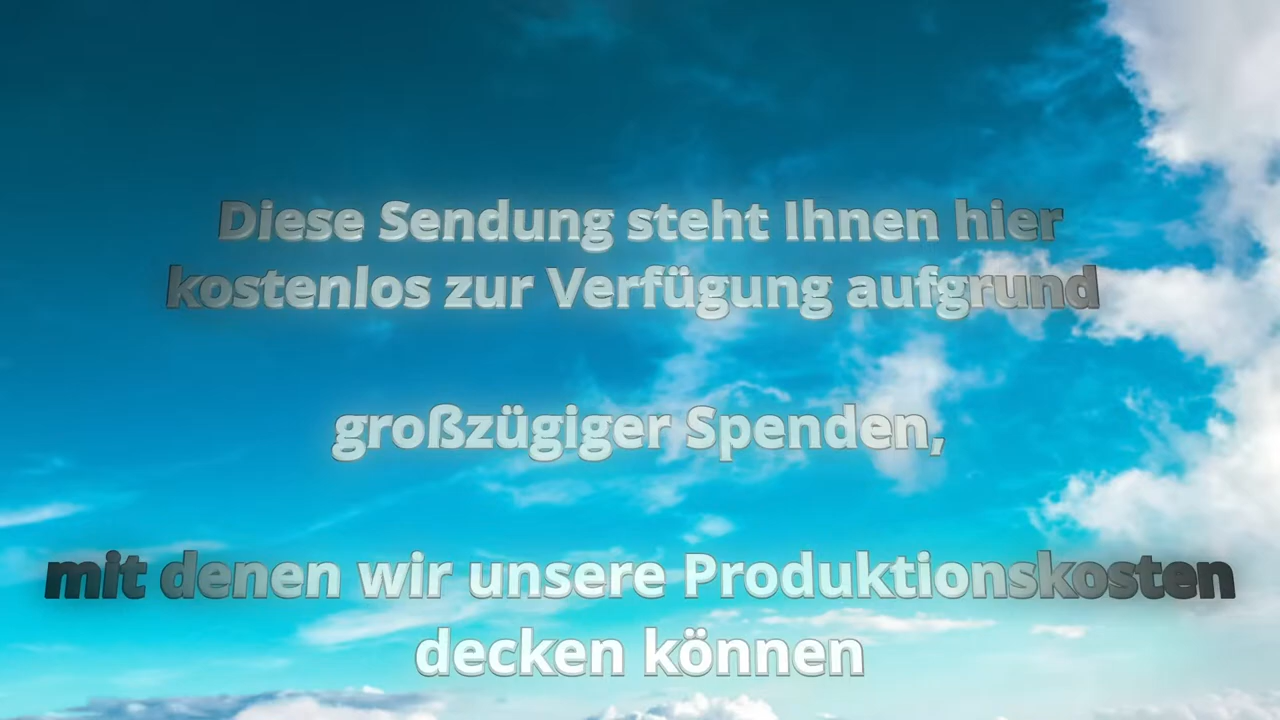 Diese Sendung steht Ihnen hier
kostenlos zur Verfügung aufgrund
großzügiger Spenden,
mit denen wir unsere Produktionskosten
decken können